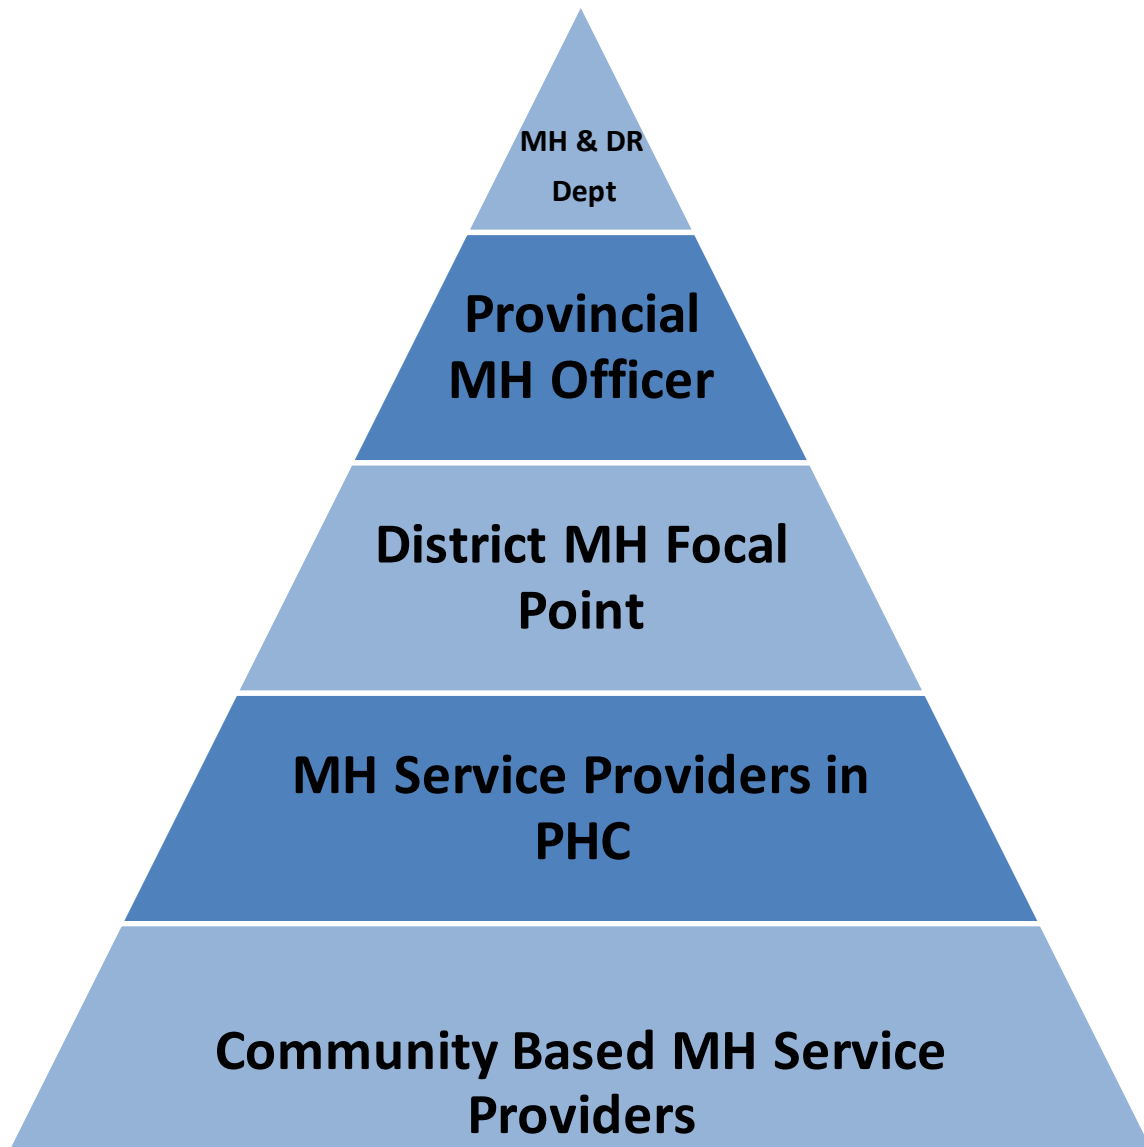 MH & DR
Dept
Provincial
MH Officer
District MH Focal
Point
MH Service Providers in
PHC
Community Based MH Service
Providers